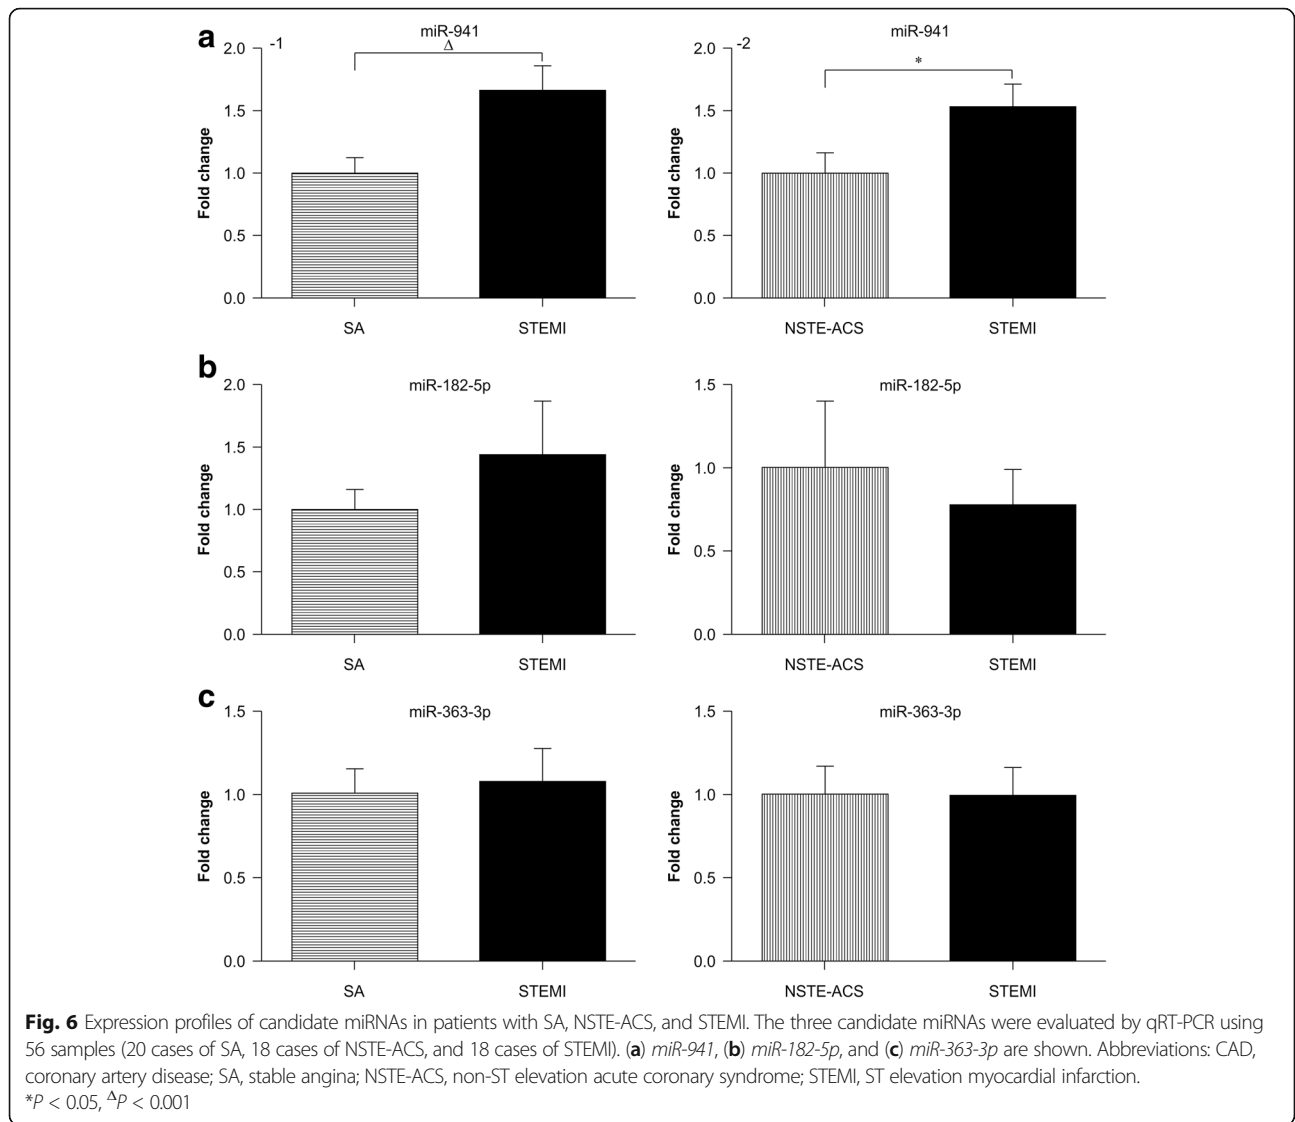 a
miR-941
-1
Δ
2.0
1.5
1.0
0.5
0.0
Fold change
SA
STEMI
miR-941
-2
*
2.0
1.5
1.0
0.5
0.0
Fold change
NSTE-ACS
STEMI
b
miR-182-5p
2.0
1.5
1.0
0.5
0.0
Fold change
SA
STEMI
miR-182-5p
1.5
1.0
0.5
0.0
Fold change
NSTE-ACS
STEMI
c
miR-363-3p
1.5
1.0
0.5
0.0
Fold change
SA
STEMI
miR-363-3p
1.5
1.0
0.5
0.0
Fold change
NSTE-ACS
STEMI
Fig. 6 Expression profiles of candidate miRNAs in patients with SA, NSTE-ACS, and STEMI. The three candidate miRNAs were evaluated by qRT-PCR using
56 samples (20 cases of SA, 18 cases of NSTE-ACS, and 18 cases of STEMI). (a) miR-941, (b) miR-182-5p, and (c) miR-363-3p are shown. Abbreviations: CAD,
coronary artery disease; SA, stable angina; NSTE-ACS, non-ST elevation acute coronary syndrome; STEMI, ST elevation myocardial infarction.
*P < 0.05, ΔP < 0.001